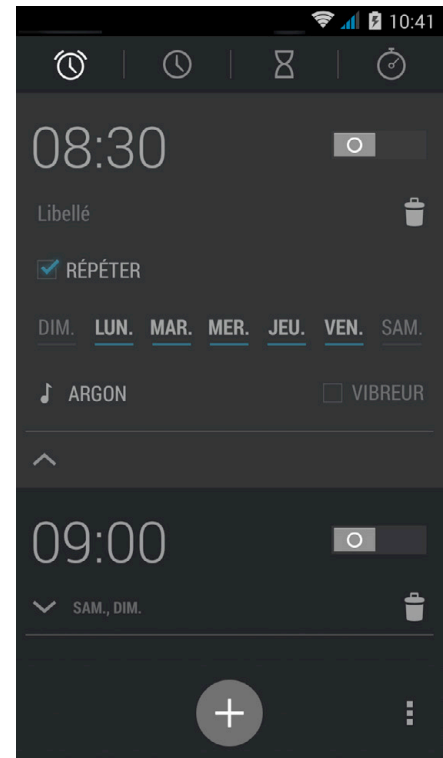 10:41
08:30
Libellé
RÉPÉTER
DIM. LUN. MAR. MER. JEU. VEN. SAM.
ARGON VIBREUR
09:00
SAM., DIM.